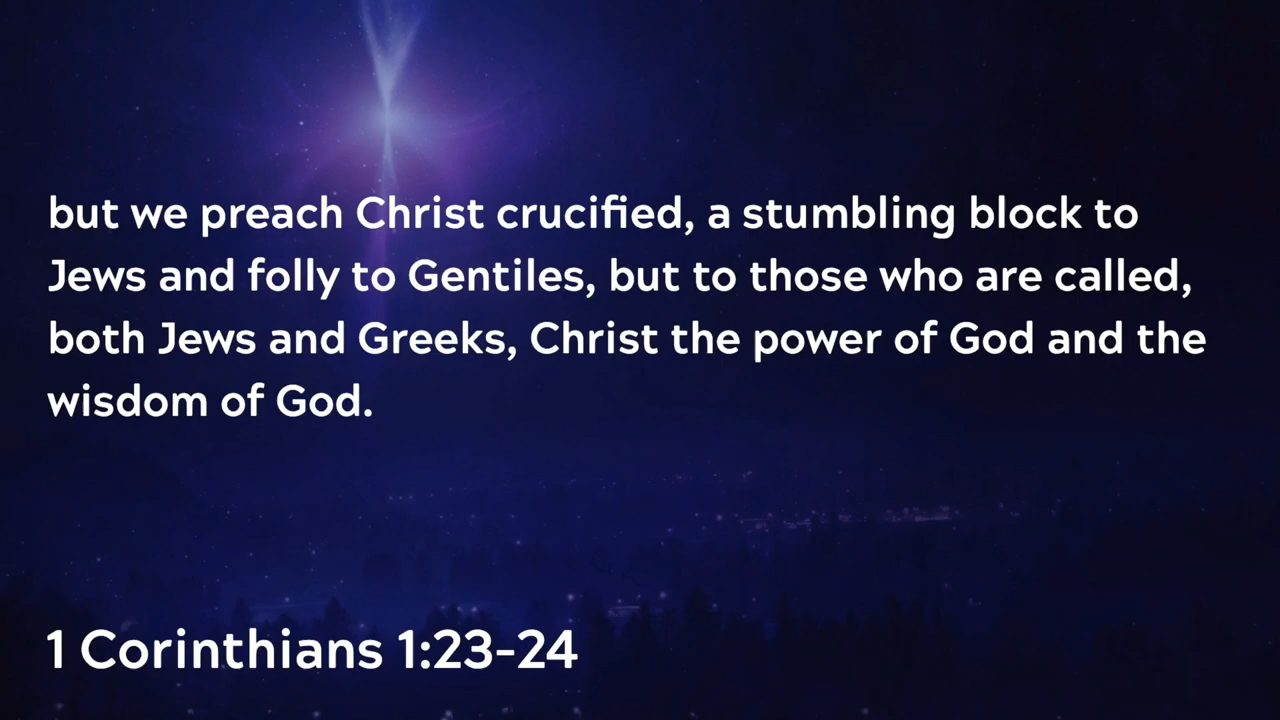 but we preach Christ crucified, a stumbling block to
Jews and folly to Gentiles, but to those who are called,
both Jews and Greeks, Christ the power of God and the
wisdom of God.
1 Corinthians 1:23-24